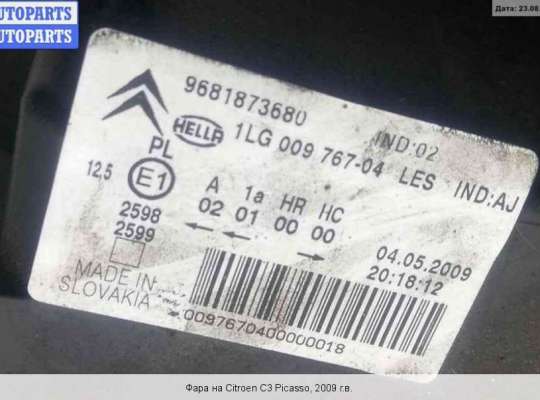 AUTOPARTS
AUTOPARTS
Дата: 23.08
9681873680
IND:02
HELLA 1LG 009 767-04 LES IND:AJ
PL
12,5 E1
A 1a HR HC
02 01 00 00
2598
2599
04.05.2009
20:18:12
MADE IN
SLOVAKIA
0097670400000018
Фара на Citroen C3 Picasso, 2009 г.в.